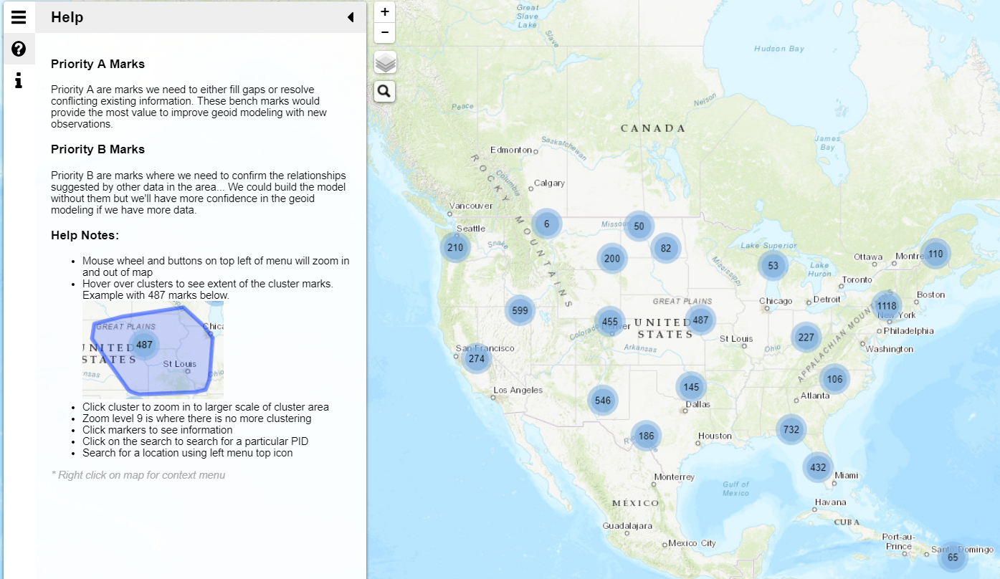 Help
Priority A Marks
Priority A are marks we need to either fill gaps or resolve
conflicting existing information. These bench marks would
provide the most value to improve geoid modeling with new
observations.
Priority B Marks
Priority B are marks where we need to confirm the relationships
suggested by other data in the area... We could build the model
without them but we'll have more confidence in the geoid
modeling if we have more data.
Help Notes:
• Mouse wheel and buttons on top left of menu will zoom in
and out of map
• Hover over clusters to see extent of the cluster marks.
Example with 487 marks below.
GREAT PLAINS
Chica
487
UNITED
STATES
St Louis
nsas
Ohio
• Click cluster to zoom in to larger scale of cluster area
• Zoom level 9 is where there is no more clustering
• Click markers to see information
• Click on the search to search for a particular PID
• Search for a location using left menu top icon
* Right click on map for context menu
+
−
Great
Slave
Lake
Slave
Hudson Bay
Peace
Nelson
CANADA
James
Bay
Edmonton
Saskatchewan
ROCKY MOUNTAINS
Columbia
Calgary
Vancouver
Seattle
6
Missou
50
210
Snake
200
82
Mississippi
Lake Superior
53
Lake
Huron
Ottawa
Montre
110
Toronto
599
GREAT PLAINS
Chicago
Detroit
Boston
1118
New York
455
Denver
UNITED
STATES
487
Colorado
Arkansas
St Louis
Ohio
227
APPALACHIAN MOUNTAINS
Philadelphia
Washington
San Francisco
274
Los Angeles
546
145
Dallas
106
Atlanta
186
Houston
732
432
Miami
Monterrey
Gulf of
Mexico
MÉXICO
Havana
CUBA
Guadalajara
Mexico City
Port-au-
Prince
Santo Domingo
65